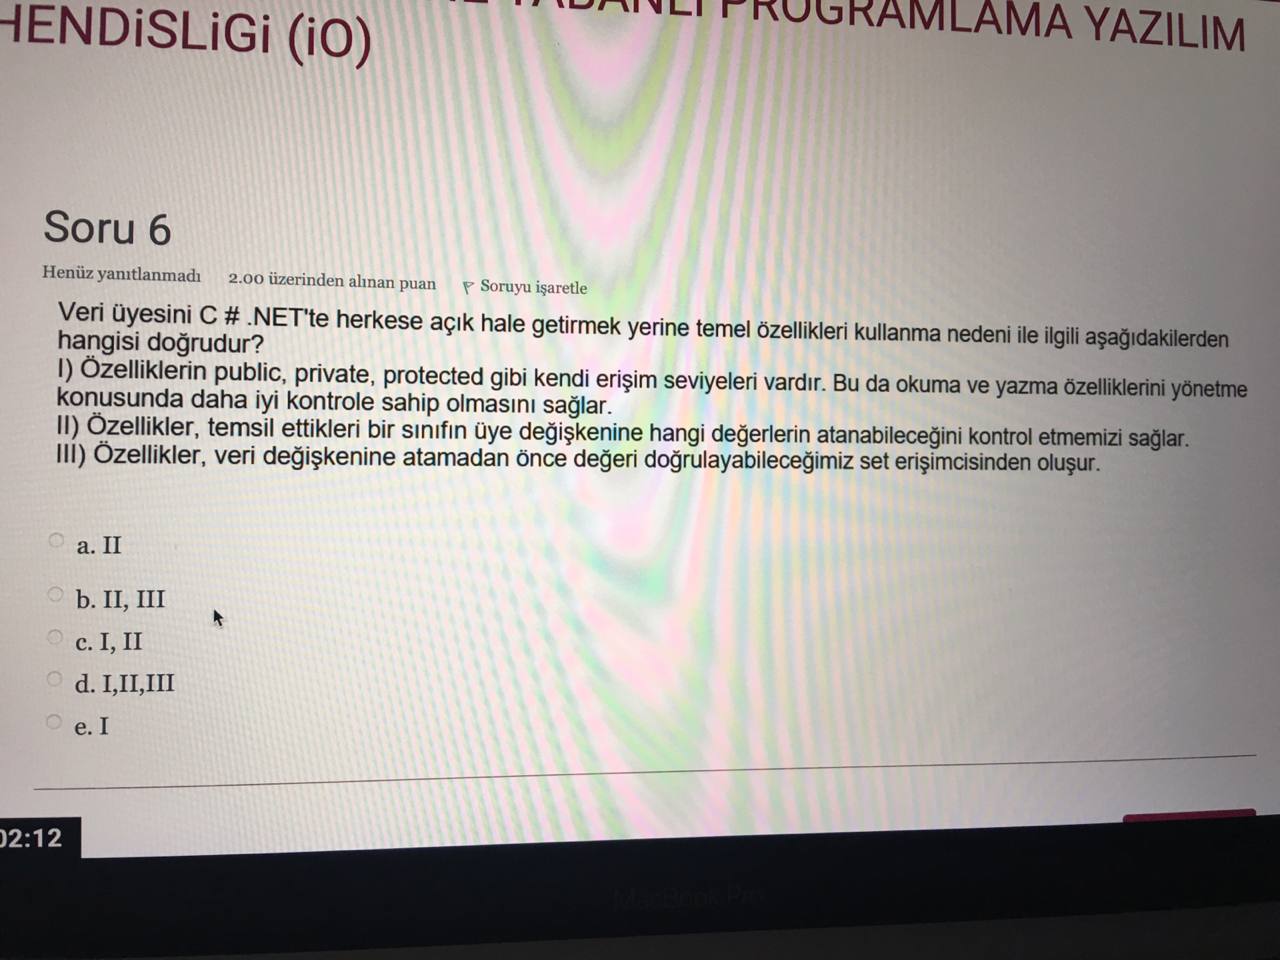 PROGRAMLAMA YAZILIM
HENDiSLiGi (iO)
Soru 6
Henüz yanıtlanmadı 2.00 üzerinden alınan puan Soruyu işaretle
Veri üyesini C # .NET'te herkese açık hale getirmek yerine temel özellikleri kullanma nedeni ile ilgili aşağıdakilerden
hangisi doğrudur?
I) Özelliklerin public, private, protected gibi kendi erişim seviyeleri vardır. Bu da okuma ve yazma özelliklerini yönetme
konusunda daha iyi kontrole sahip olmasını sağlar.
II) Özellikler, temsil ettikleri bir sınıfın üye değişkenine hangi değerlerin atanabileceğini kontrol etmemizi sağlar.
III) Özellikler, veri değişkenine atamadan önce değeri doğrulayabileceğimiz set erişimcisinden oluşur.
a. II
b. II, III
c. I, II
d. I,II,III
e. I
02:12
MacBook Pro